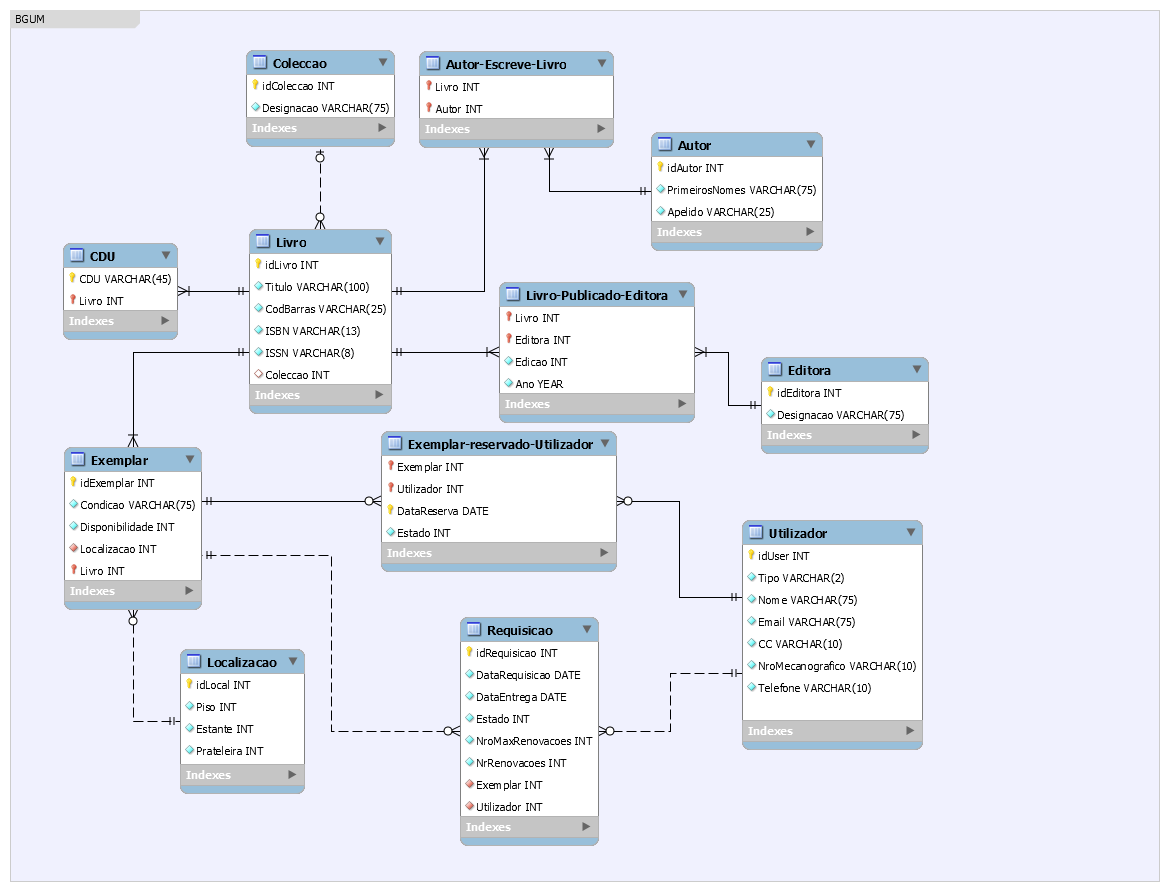 BGUM
Coleccao
idColeccao INT
Designacao VARCHAR(75)
Indexes
Autor-Escreve-Livro
Livro INT
Autor INT
Indexes
Autor
idAutor INT
PrimeirosNomes VARCHAR(75)
Apelido VARCHAR(25)
Indexes
CDU
CDU VARCHAR(45)
Livro INT
Indexes
Livro
idLivro INT
Titulo VARCHAR(100)
CodBarras VARCHAR(25)
ISBN VARCHAR(13)
ISSN VARCHAR(8)
Coleccao INT
Indexes
Livro-Publicado-Editora
Livro INT
Editora INT
Edicao INT
Ano YEAR
Indexes
Editora
idEditora INT
Designacao VARCHAR(75)
Indexes
Exemplar
idExemplar INT
Condicao VARCHAR(75)
Disponibilidade INT
Localizacao INT
Livro INT
Indexes
Exemplar-reservado-Utilizador
Exemplar INT
Utilizador INT
DataReserva DATE
Estado INT
Indexes
Utilizador
idUser INT
Tipo VARCHAR(2)
Nome VARCHAR(75)
Email VARCHAR(75)
CC VARCHAR(10)
NroMecanografico VARCHAR(10)
Telefone VARCHAR(10)
Indexes
Localizacao
idLocal INT
Piso INT
Estante INT
Prateleira INT
Indexes
Requisicao
idRequisicao INT
DataRequisicao DATE
DataEntrega DATE
Estado INT
NroMaxRenovacoes INT
NrRenovacoes INT
Exemplar INT
Utilizador INT
Indexes